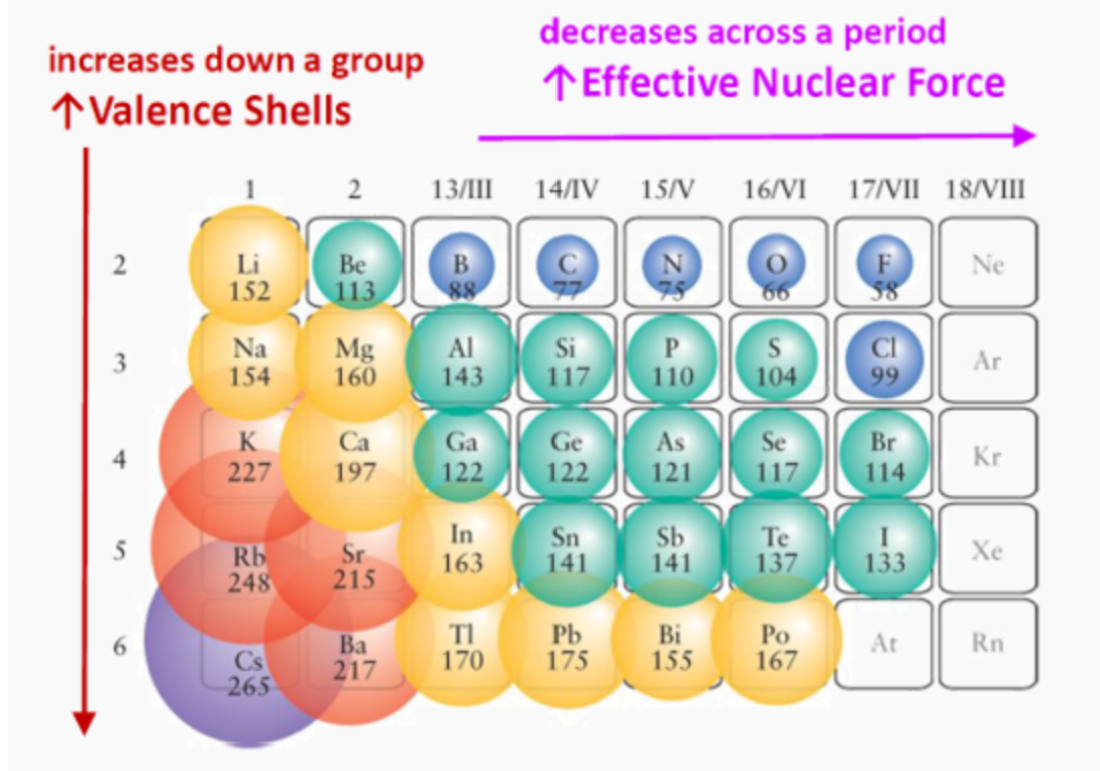 increases down a group
↑Valence Shells
decreases across a period
↑Effective Nuclear Force
1 2 13/III 14/IV 15/V 16/VI 17/VII 18/VIII
2 Li Be B C N O F Ne
152 113 88 77 75 66 58
3 Na Mg Al Si P S Cl Ar
154 160 143 117 110 104 99
4 K Ca Ga Ge As Se Br Kr
227 197 122 122 121 117 114
5 Rb Sr In Sn Sb Te I Xe
248 215 163 141 141 137 133
6 Cs Ba Tl Pb Bi Po At Rn
265 217 170 175 155 167